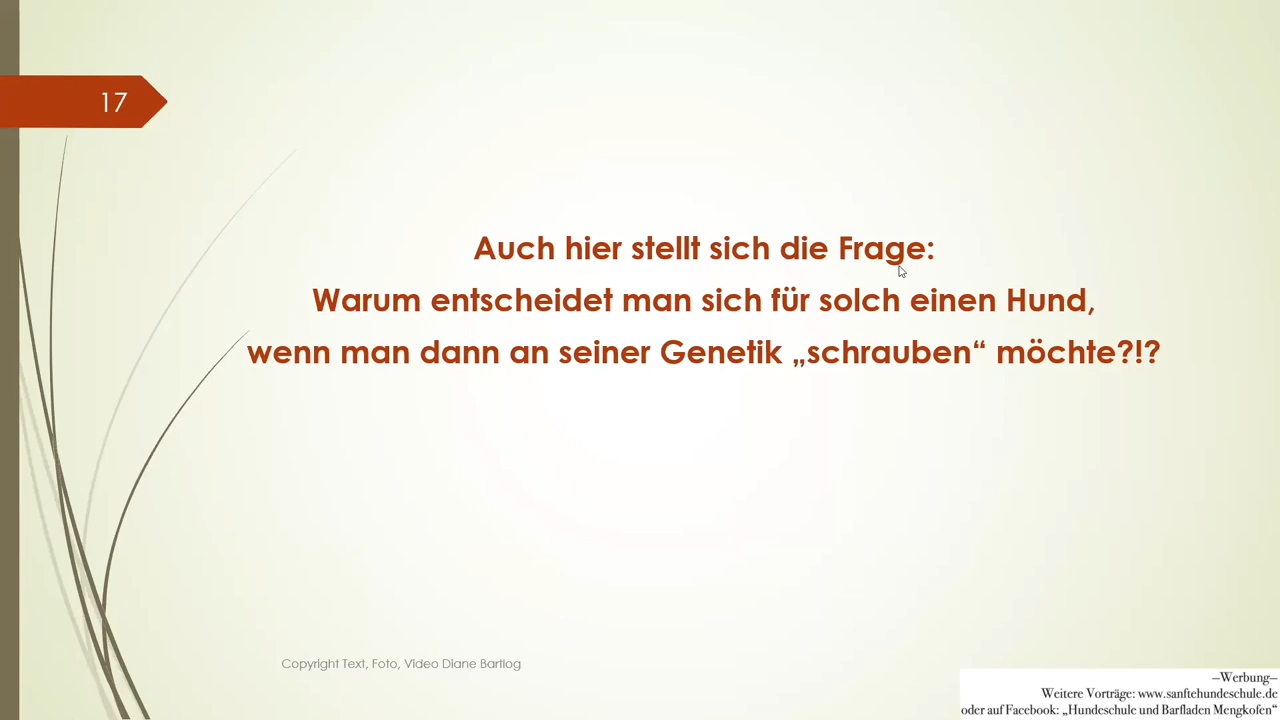 17
Auch hier stellt sich die Frage:
Warum entscheidet man sich für solch einen Hund,
wenn man dann an seiner Genetik „schrauben“ möchte?!?
Copyright Text, Foto, Video Diane Bartlog
—Werbung—
Weitere Vorträge: www.sanftehundeschule.de
oder auf Facebook: „Hundeschule und Barfladen Mengkofen“